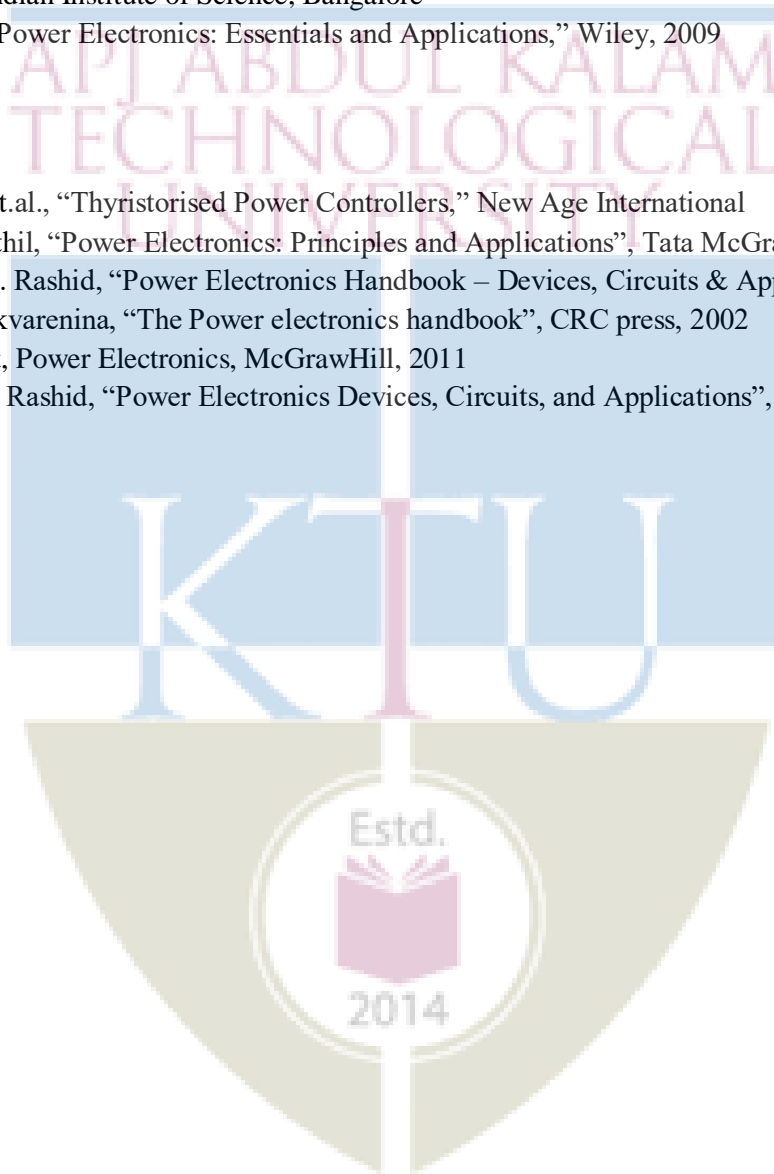 ndian Institute of Science, Bangalore
Power Electronics: Essentials and Applications,” Wiley, 2009
APJ ABDUL KALAM
TECHNOLOGICAL
UNIVERSITY
t.al., “Thyristorised Power Controllers,” New Age International
thil, “Power Electronics: Principles and Applications”, Tata McGra
. Rashid, “Power Electronics Handbook – Devices, Circuits & App
kvarenina, “The Power electronics handbook”, CRC press, 2002
, Power Electronics, McGrawHill, 2011
Rashid, “Power Electronics Devices, Circuits, and Applications”,
KTU
Estd.
2014